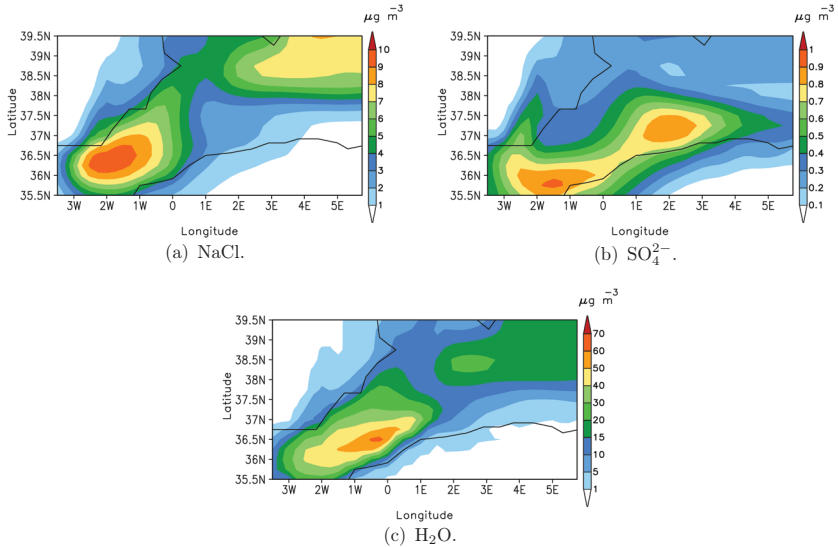 μg m⁻³
39.5N
39N
38.5N
38N
37.5N
37N
36.5N
36N
35.5N
Latitude
3W 2W 1W 0 1E 2E 3E 4E 5E
Longitude
10
9
8
7
6
5
4
3
2
1
(a) NaCl.
μg m⁻³
39.5N
39N
38.5N
38N
37.5N
37N
36.5N
36N
35.5N
Latitude
3W 2W 1W 0 1E 2E 3E 4E 5E
Longitude
1
0.9
0.8
0.7
0.6
0.5
0.4
0.3
0.2
0.1
(b) SO₄²⁻.
μg m⁻³
39.5N
39N
38.5N
38N
37.5N
37N
36.5N
36N
35.5N
Latitude
3W 2W 1W 0 1E 2E 3E 4E 5E
Longitude
70
60
50
40
30
20
15
10
5
1
(c) H₂O.